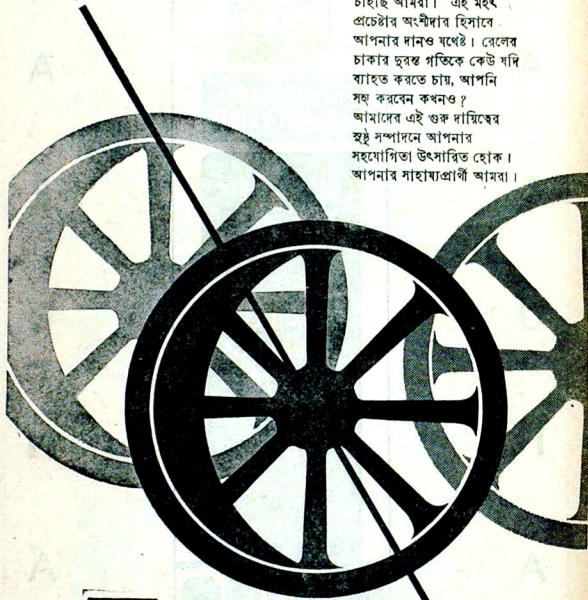 চাইছি আমরা। এই মহৎ
প্রচেষ্টার অংশীদার হিসাবে
আপনার দানও যথেষ্ট। রেলের
চাকার দুরন্ত গতিকে কেউ যদি
ব্যাহত করতে চায়, আপনি
সহ্য করবেন কখনও?
আমাদের এই গুরু দায়িত্বের
সুষ্ঠু সম্পাদনে আপনার
সহযোগিতা উৎসারিত হোক।
আপনার সাহায্যপ্রার্থী আমরা।